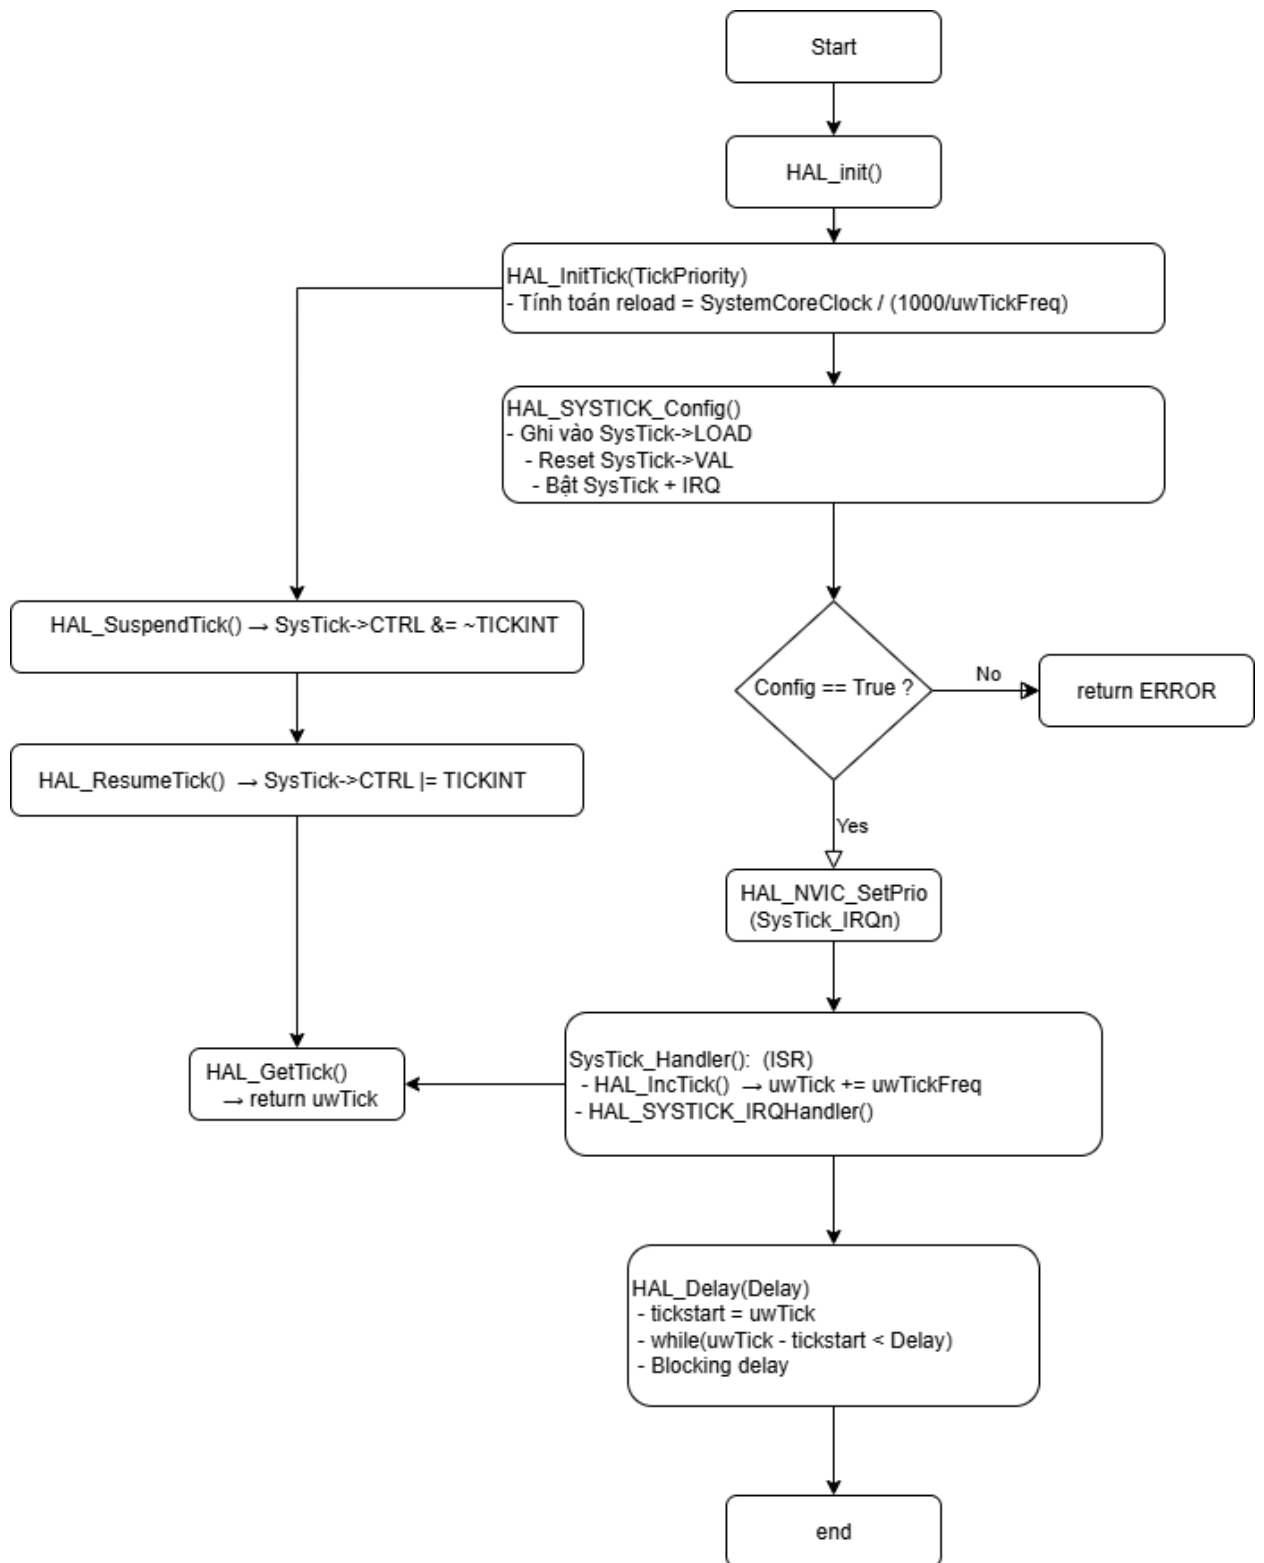 Start
HAL_init()
HAL_InitTick(TickPriority)
- Tính toán reload = SystemCoreClock / (1000/uwTickFreq)
HAL_SYSTICK_Config()
- Ghi vào SysTick->LOAD
- Reset SysTick->VAL
- Bật SysTick + IRQ
HAL_SuspendTick() → SysTick->CTRL &= ~TICKINT
Config == True ?
No
return ERROR
HAL_ResumeTick() → SysTick->CTRL |= TICKINT
Yes
HAL_NVIC_SetPrio
(SysTick_IRQn)
SysTick_Handler(): (ISR)
- HAL_IncTick() → uwTick += uwTickFreq
- HAL_SYSTICK_IRQHandler()
HAL_GetTick()
→ return uwTick
HAL_Delay(Delay)
- tickstart = uwTick
- while(uwTick - tickstart < Delay)
- Blocking delay
end